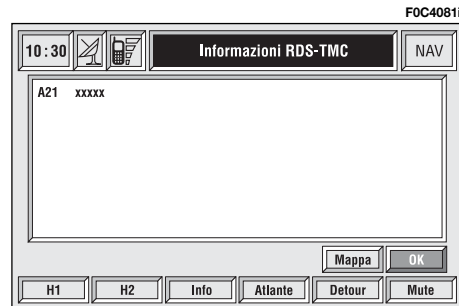 F0C4081i
10:30 Informazioni RDS-TMC NAV
A21 xxxxx
Mappa OK
H1 H2 Info Atlante Detour Mute